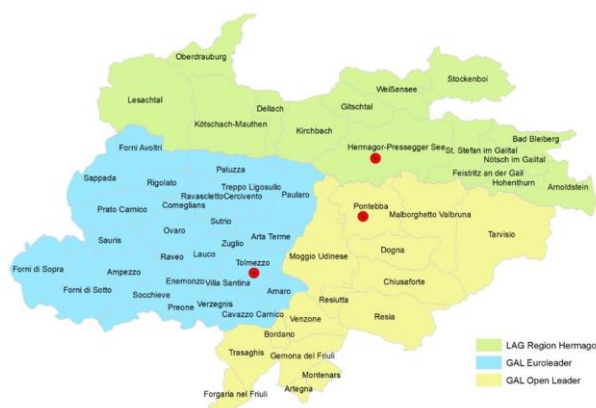 Oberdrauburg
Stockenboi
Weißensee
Lesachtal
Dellach
Gitschtal
Kötschach-Mauthen
Kirchbach
Bad Bleiberg
Forni Avoltri
Hermagor-Pressegger See
St. Stefan im Gailtal
Nötsch im Gailtal
Paluzza
Feistritz an der Gail
Sappada
Rigolato
Treppo Ligosullo
Hohenthurn
Arnoldstein
Ravascletto
Cercivento
Paularo
Comeglians
Prato Carnico
Pontebba
Malborghetto Valbruna
Sutrio
Ovaro
Arta Terme
Tarvisio
Sauris
Zuglio
Dogna
Lauco
Moggio Udinese
Raveo
Tolmezzo
Forni di Sopra
Ampezzo
Enemonzo
Villa Santina
Chiusaforte
Forni di Sotto
Amaro
Socchieve
Resiutta
Preone
Verzegnis
Cavazzo Carnico
Venzone
Resia
Bordano
Trasaghis
Gemona del Friuli
Montenars
Forgaria nel Friuli
Artegna
LAG Region Hermago
GAL Euroleader
GAL Open Leader